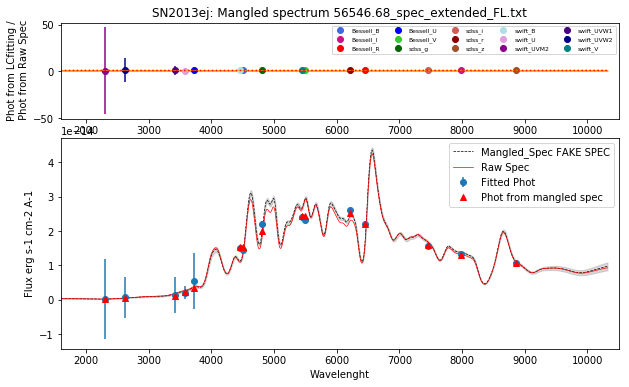 SN2013ej: Mangled spectrum 56546.68_spec_extended_FL.txt
Phot from LCfitting /
Phot from Raw Spec
50
0
−50
Bessell_B
Bessell_I
Bessell_R
Bessell_U
Bessell_V
sdss_g
sdss_i
sdss_r
sdss_z
swift_B
swift_U
swift_UVM2
swift_UVW1
swift_UVW2
swift_V
2000 3000 4000 5000 6000 7000 8000 9000 10000
1e−14
Flux erg s-1 cm-2 A-1
4
3
2
1
0
−1
Mangled_Spec FAKE SPEC
Raw Spec
Fitted Phot
Phot from mangled spec
2000 3000 4000 5000 6000 7000 8000 9000 10000
Wavelenght